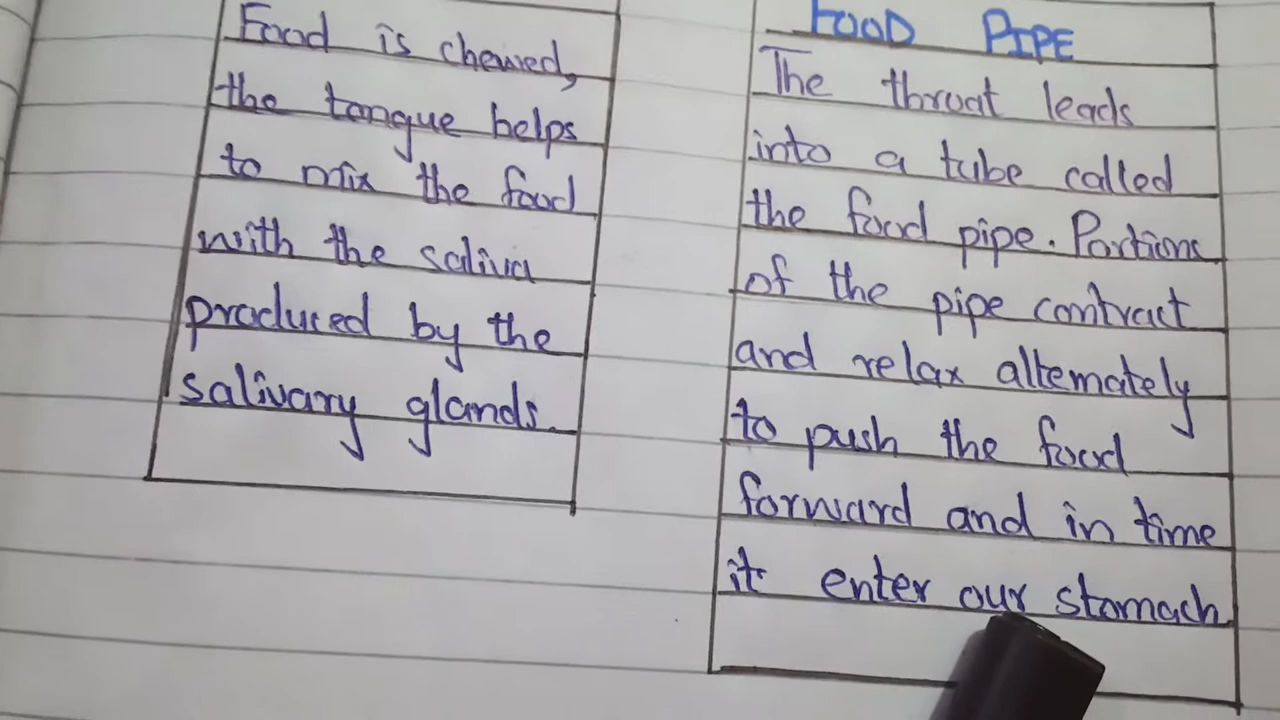 Food is chewed,
the tongue helps
to mix the food
with the saliva
produced by the
salivary glands.
FOOD PIPE
The throat leads
into a tube called
the food pipe. Portions
of the pipe contract
and relax alternately
to push the food
forward and in time
it enter our stomach